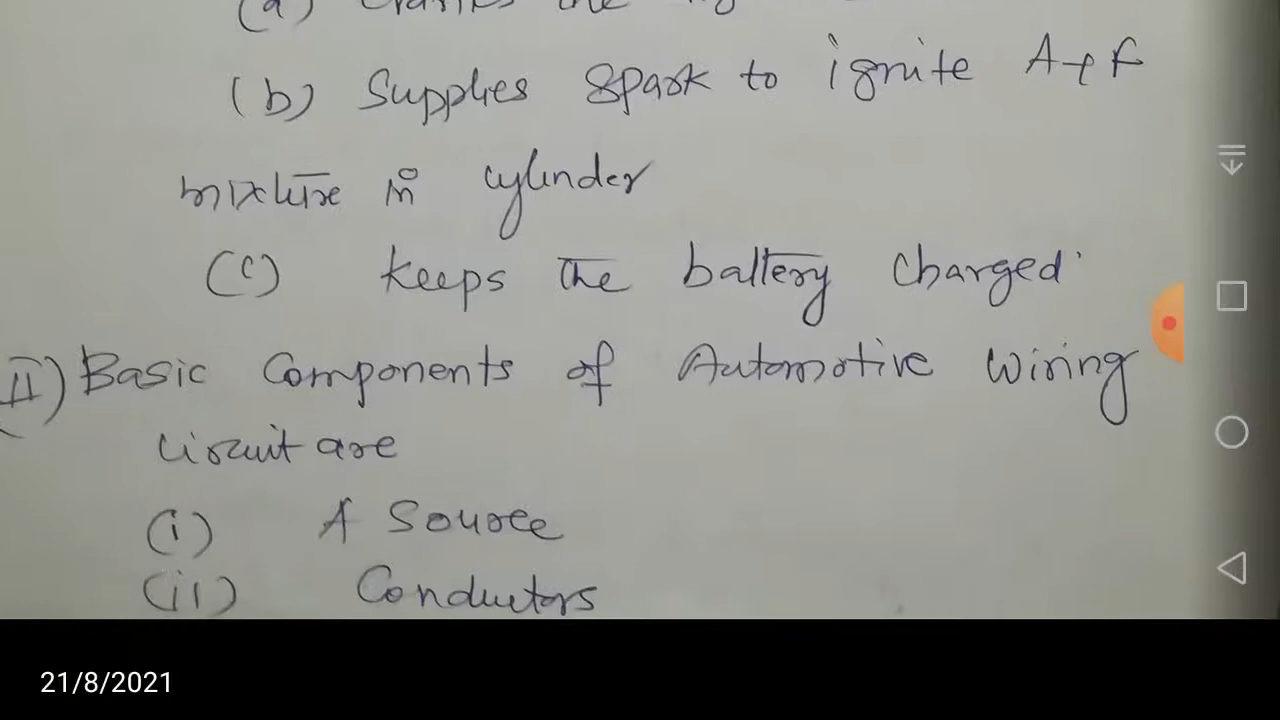 (a) the
(b) Supplies spark to ignite A+F
mixture in cylinder
(c) keeps the battery charged.
II) Basic Components of Automotive wiring
circuit are
(i) A Source
(ii) Conductors
21/8/2021